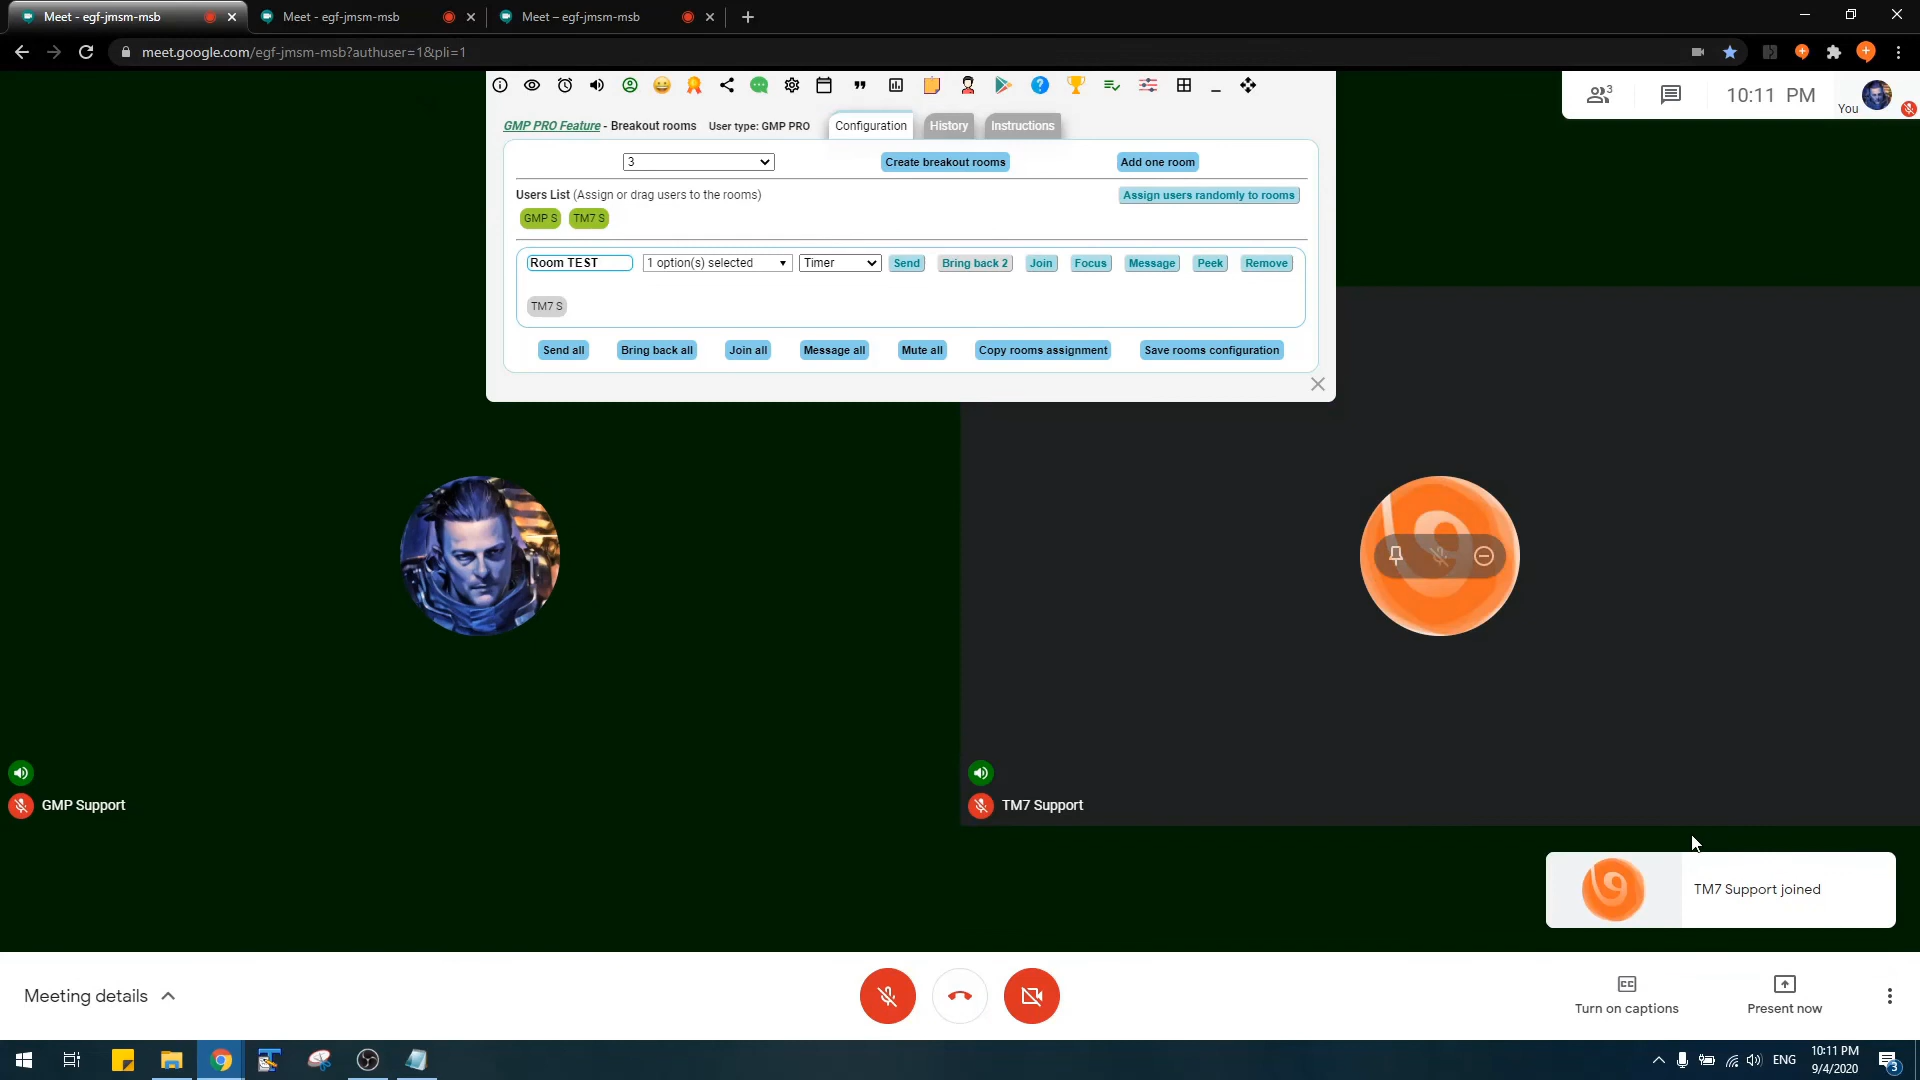 Meet - egf-jmsm-msb
Meet - egf-jmsm-msb
Meet – egf-jmsm-msb
meet.google.com/egf-jmsm-msb?authuser=1&pli=1
3
10:11 PM
You
GMP PRO Feature - Breakout rooms User type: GMP PRO
Configuration
History
Instructions
3
Create breakout rooms
Add one room
Users List (Assign or drag users to the rooms)
Assign users randomly to rooms
GMP S
TM7 S
Room TEST
1 option(s) selected
Timer
Send
Bring back 2
Join
Focus
Message
Peek
Remove
TM7 S
Send all
Bring back all
Join all
Message all
Mute all
Copy rooms assignment
Save rooms configuration
GMP Support
TM7 Support
TM7 Support joined
Meeting details
Turn on captions
Present now
ENG
10:11 PM
9/4/2020
3